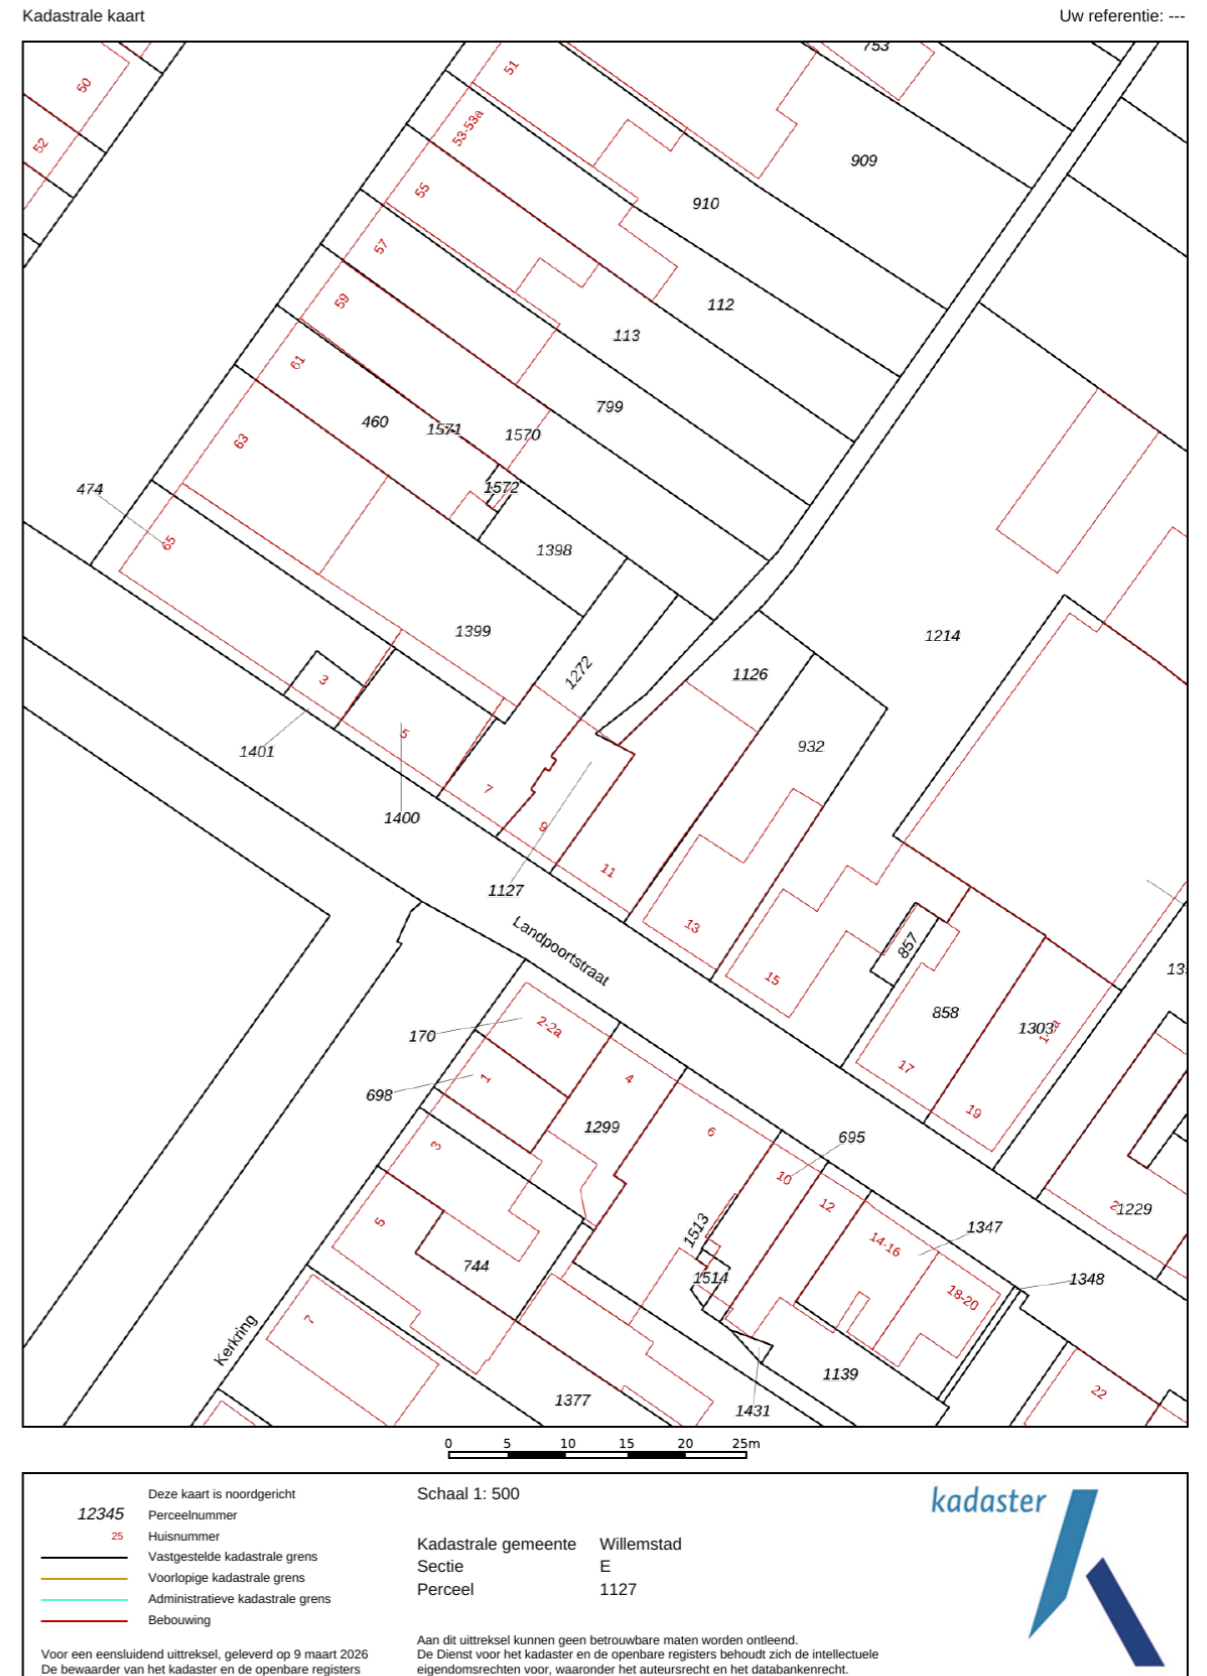 Kadastrale kaart
Uw referentie: ---
753
50
51
52
53-53a
909
55
910
57
112
59
113
61
799
460
1571
1570
63
1572
474
65
1398
1399
1214
1272
1126
3
5
932
1401
7
1400
9
11
1127
13
Landpoortstraat
857
15
858
1303
17
19
170
2-2a
698
1
4
1299
6
695
3
10
12
1229
5
1513
14-16
1347
744
1514
18-20
1348
7
Kerkring
1139
22
1377
1431
0 5 10 15 20 25m
Deze kaart is noordgericht
12345 Perceelnummer
25 Huisnummer
Vastgestelde kadastrale grens
Voorlopige kadastrale grens
Administratieve kadastrale grens
Bebouwing
Voor een eensluidend uittreksel, geleverd op 9 maart 2026
De bewaarder van het kadaster en de openbare registers
Schaal 1: 500
Kadastrale gemeente Willemstad
Sectie E
Perceel 1127
Aan dit uittreksel kunnen geen betrouwbare maten worden ontleend.
De Dienst voor het kadaster en de openbare registers behoudt zich de intellectuele
eigendomsrechten voor, waaronder het auteursrecht en het databankenrecht.
kadaster